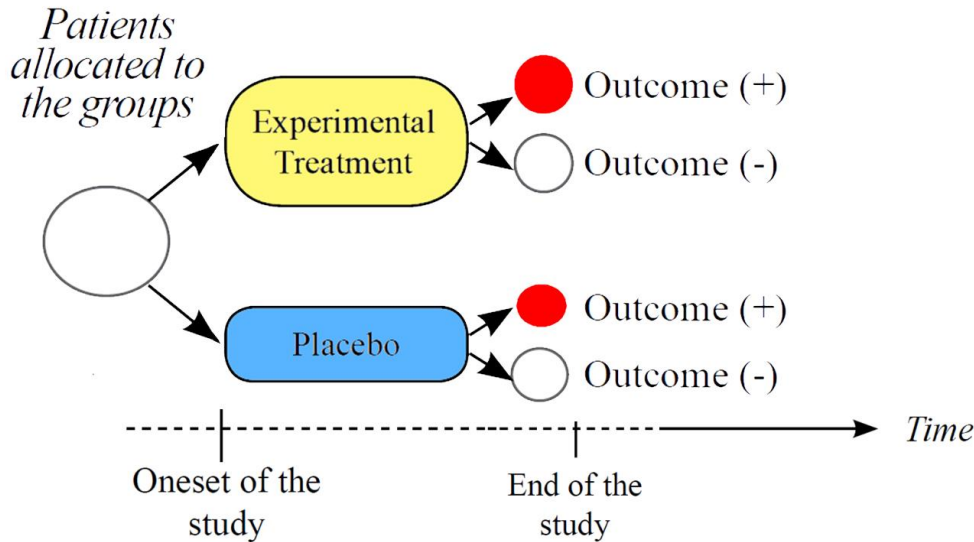 Patients
allocated to
the groups
Experimental
Treatment
Outcome (+)
Outcome (-)
Placebo
Outcome (+)
Outcome (-)
Time
Oneset of the
study
End of the
study